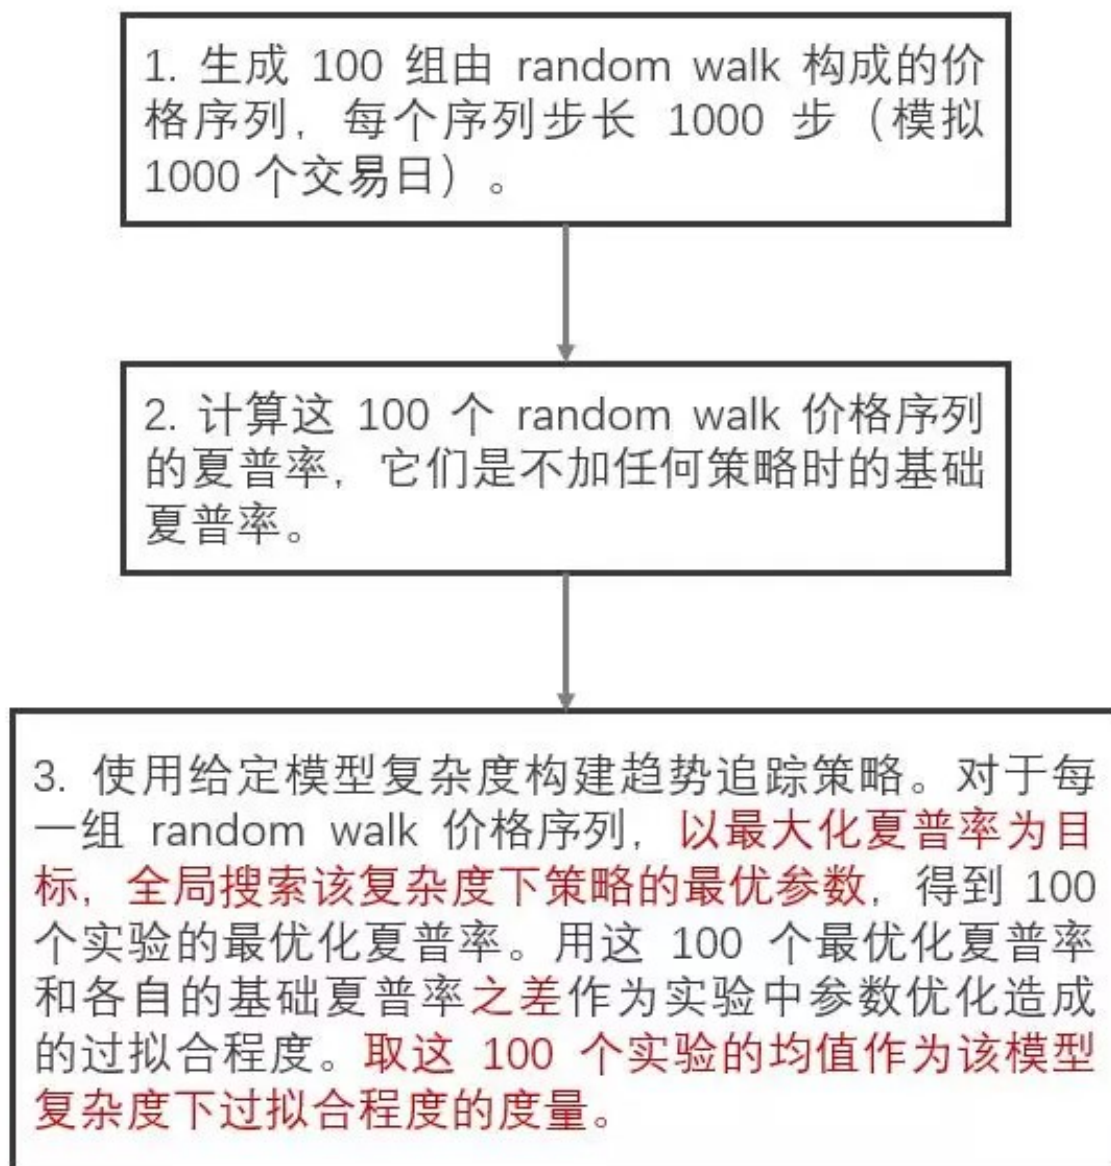 1. 生成 100 组由 random walk 构成的价
格序列，每个序列步长 1000 步（模拟
1000 个交易日）。
2. 计算这 100 个 random walk 价格序列
的夏普率，它们是不加任何策略时的基础
夏普率。
3. 使用给定模型复杂度构建趋势追踪策略。对于每
一组 random walk 价格序列，以最大化夏普率为目
标，全局搜索该复杂度下策略的最优参数，得到 100
个实验的最优化夏普率。用这 100 个最优化夏普率
和各自的基础夏普率之差作为实验中参数优化造成
的过拟合程度。取这 100 个实验的均值作为该模型
复杂度下过拟合程度的度量。